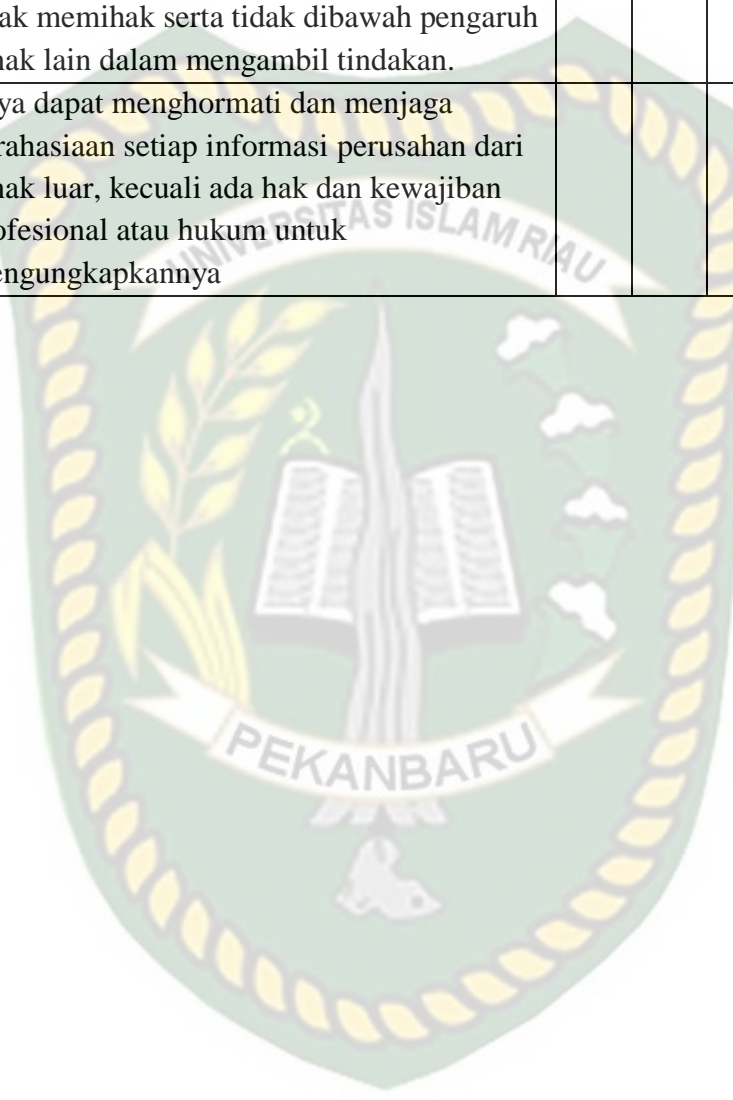 ak memihak serta tidak dibawah pengaruh
hak lain dalam mengambil tindakan.
ya dapat menghormati dan menjaga
rahasiaan setiap informasi perusahan dari
hak luar, kecuali ada hak dan kewajiban
ofesional atau hukum untuk
engungkapkannya
UNIVERSITAS ISLAM RIAU
PEKANBARU